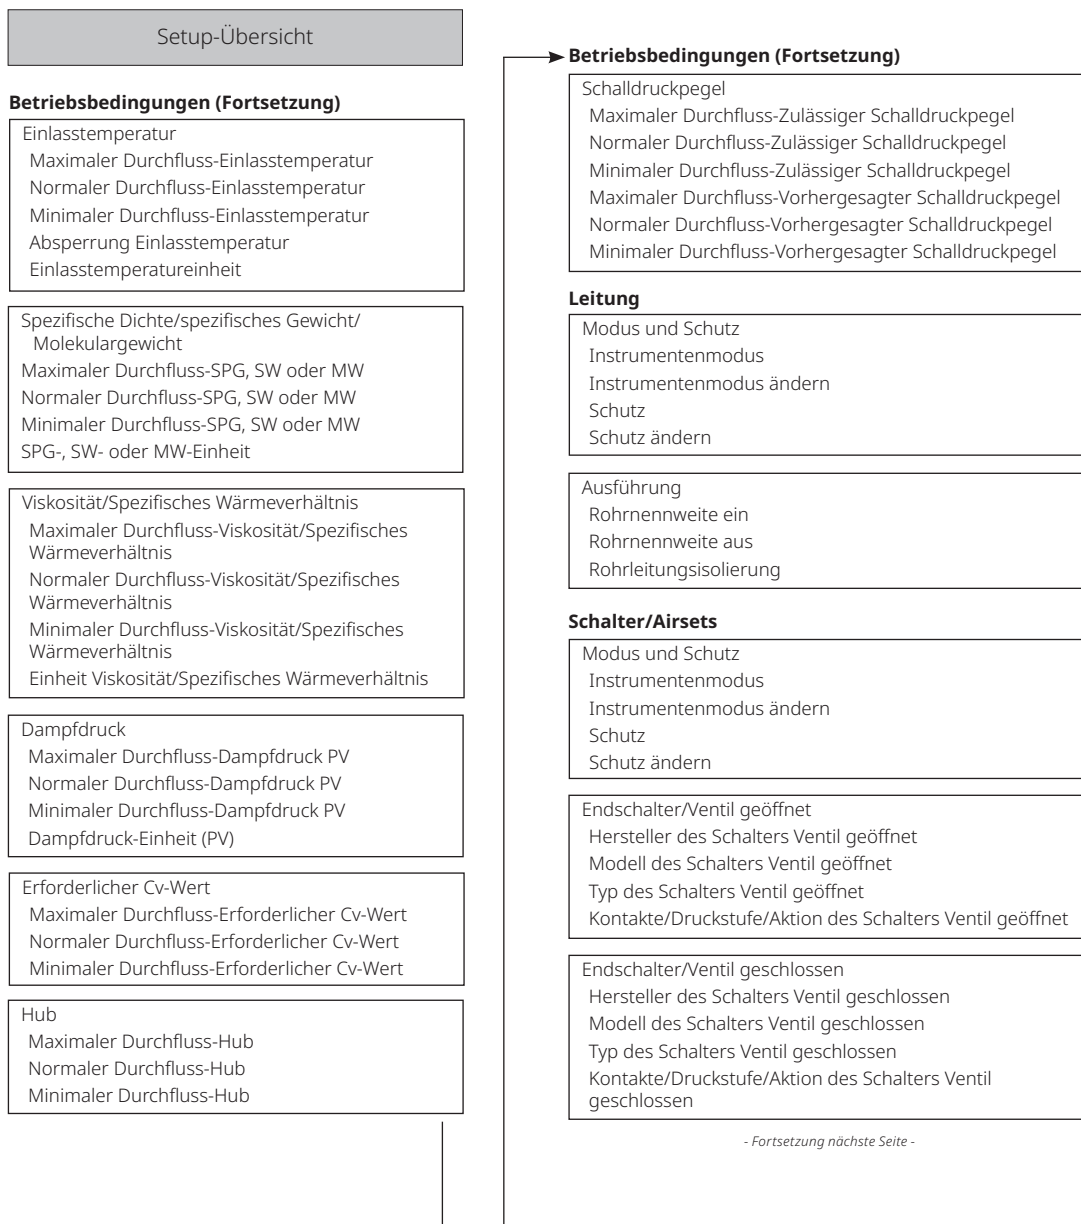 Setup-Übersicht
Betriebsbedingungen (Fortsetzung)
Einlasstemperatur
Maximaler Durchfluss-Einlasstemperatur
Normaler Durchfluss-Einlasstemperatur
Minimaler Durchfluss-Einlasstemperatur
Absperrung Einlasstemperatur
Einlasstemperatureinheit
Spezifische Dichte/spezifisches Gewicht/
Molekulargewicht
Maximaler Durchfluss-SPG, SW oder MW
Normaler Durchfluss-SPG, SW oder MW
Minimaler Durchfluss-SPG, SW oder MW
SPG-, SW- oder MW-Einheit
Viskosität/Spezifisches Wärmeverhältnis
Maximaler Durchfluss-Viskosität/Spezifisches
Wärmeverhältnis
Normaler Durchfluss-Viskosität/Spezifisches
Wärmeverhältnis
Minimaler Durchfluss-Viskosität/Spezifisches
Wärmeverhältnis
Einheit Viskosität/Spezifisches Wärmeverhältnis
Dampfdruck
Maximaler Durchfluss-Dampfdruck PV
Normaler Durchfluss-Dampfdruck PV
Minimaler Durchfluss-Dampfdruck PV
Dampfdruck-Einheit (PV)
Erforderlicher Cv-Wert
Maximaler Durchfluss-Erforderlicher Cv-Wert
Normaler Durchfluss-Erforderlicher Cv-Wert
Minimaler Durchfluss-Erforderlicher Cv-Wert
Hub
Maximaler Durchfluss-Hub
Normaler Durchfluss-Hub
Minimaler Durchfluss-Hub
Betriebsbedingungen (Fortsetzung)
Schalldruckpegel
Maximaler Durchfluss-Zulässiger Schalldruckpegel
Normaler Durchfluss-Zulässiger Schalldruckpegel
Minimaler Durchfluss-Zulässiger Schalldruckpegel
Maximaler Durchfluss-Vorhergesagter Schalldruckpegel
Normaler Durchfluss-Vorhergesagter Schalldruckpegel
Minimaler Durchfluss-Vorhergesagter Schalldruckpegel
Leitung
Modus und Schutz
Instrumentenmodus
Instrumentenmodus ändern
Schutz
Schutz ändern
Ausführung
Rohrnennweite ein
Rohrnennweite aus
Rohrleitungsisolierung
Schalter/Airsets
Modus und Schutz
Instrumentenmodus
Instrumentenmodus ändern
Schutz
Schutz ändern
Endschalter/Ventil geöffnet
Hersteller des Schalters Ventil geöffnet
Modell des Schalters Ventil geöffnet
Typ des Schalters Ventil geöffnet
Kontakte/Druckstufe/Aktion des Schalters Ventil geöffnet
Endschalter/Ventil geschlossen
Hersteller des Schalters Ventil geschlossen
Modell des Schalters Ventil geschlossen
Typ des Schalters Ventil geschlossen
Kontakte/Druckstufe/Aktion des Schalters Ventil
geschlossen
- Fortsetzung nächste Seite -